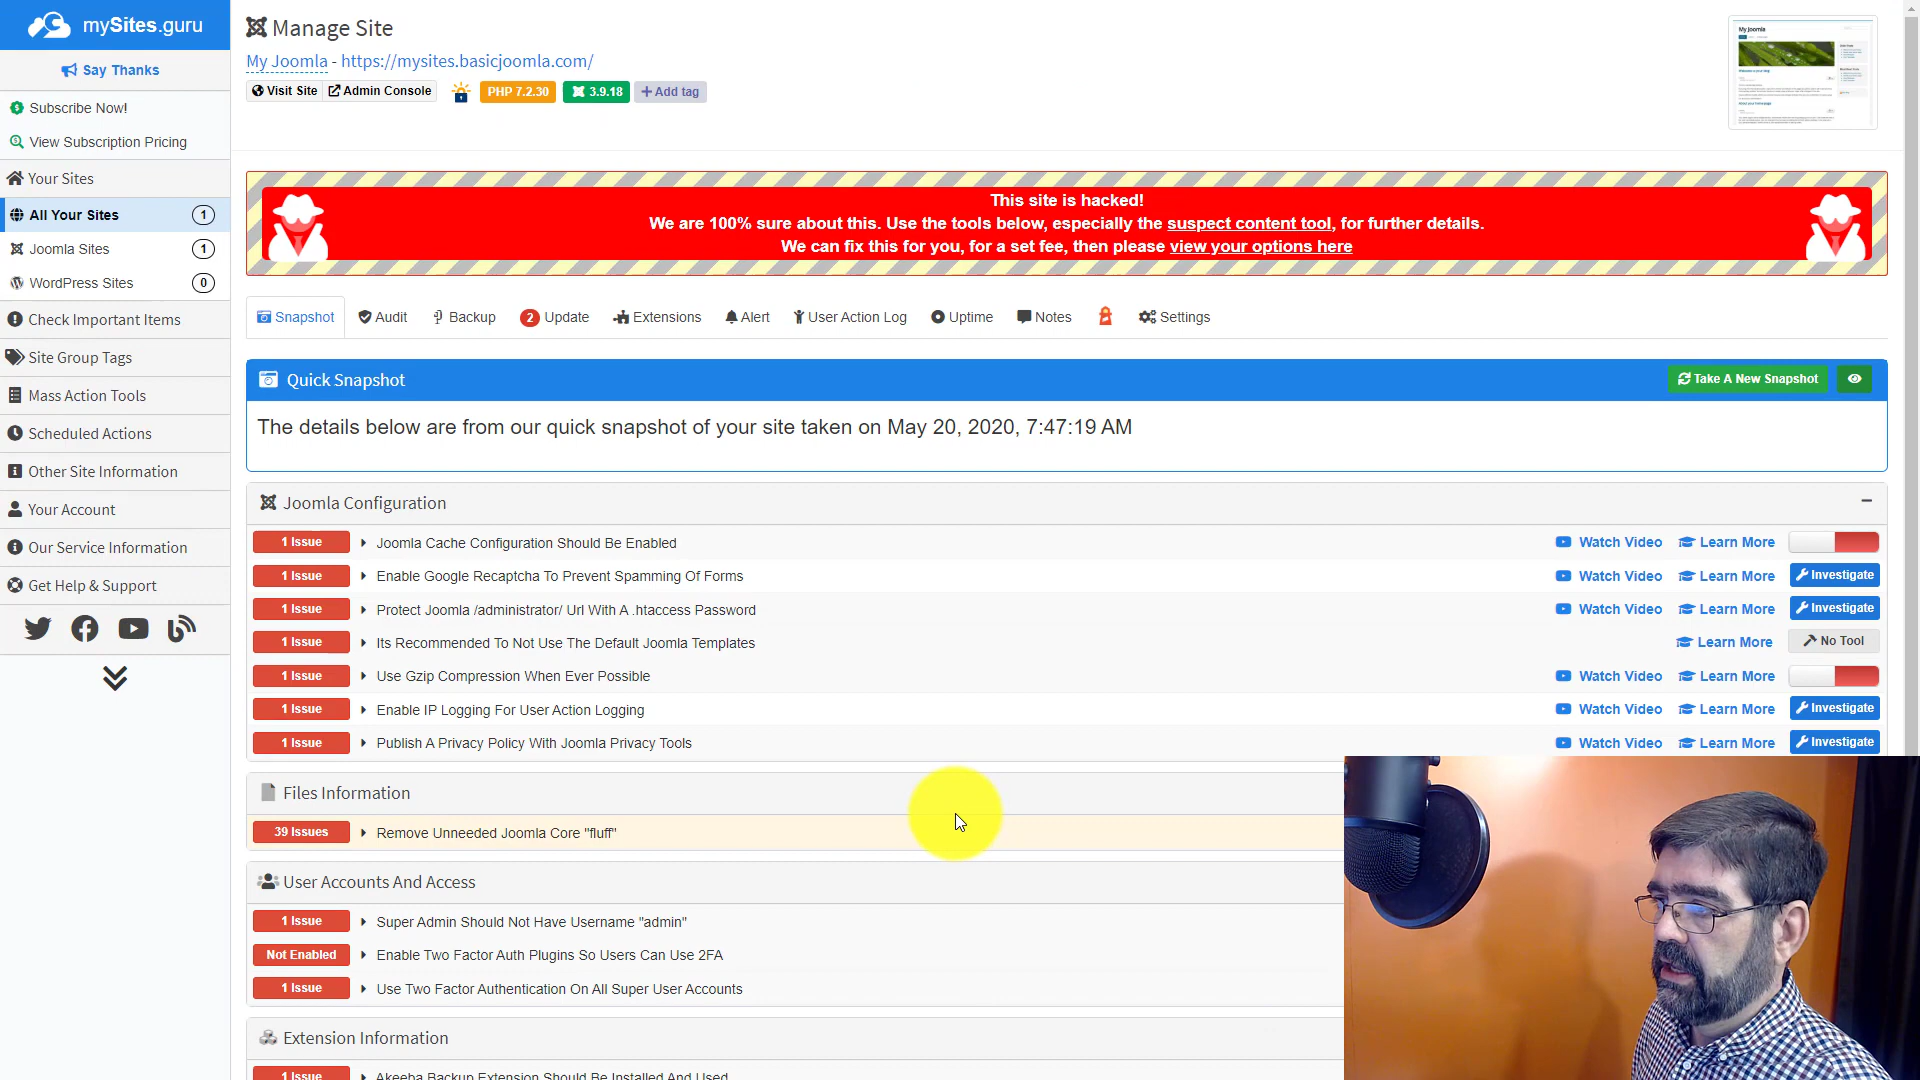 mySites.guru
Say Thanks
Subscribe Now!
View Subscription Pricing
Your Sites
All Your Sites 1
Joomla Sites 1
WordPress Sites 0
Check Important Items
Site Group Tags
Mass Action Tools
Scheduled Actions
Other Site Information
Your Account
Our Service Information
Get Help & Support
Manage Site
My Joomla - https://mysites.basicjoomla.com/
Visit Site Admin Console PHP 7.2.30 3.9.18 + Add tag
My Joomla
This site is hacked!
We are 100% sure about this. Use the tools below, especially the suspect content tool, for further details.
We can fix this for you, for a set fee, then please view your options here
Snapshot Audit Backup 2 Update Extensions Alert User Action Log Uptime Notes Settings
Quick Snapshot Take A New Snapshot
The details below are from our quick snapshot of your site taken on May 20, 2020, 7:47:19 AM
Joomla Configuration
1 Issue Joomla Cache Configuration Should Be Enabled Watch Video Learn More
1 Issue Enable Google Recaptcha To Prevent Spamming Of Forms Watch Video Learn More Investigate
1 Issue Protect Joomla /administrator/ Url With A .htaccess Password Watch Video Learn More Investigate
1 Issue Its Recommended To Not Use The Default Joomla Templates Learn More No Tool
1 Issue Use Gzip Compression When Ever Possible Watch Video Learn More
1 Issue Enable IP Logging For User Action Logging Watch Video Learn More Investigate
1 Issue Publish A Privacy Policy With Joomla Privacy Tools Watch Video Learn More Investigate
Files Information
39 Issues Remove Unneeded Joomla Core "fluff"
User Accounts And Access
1 Issue Super Admin Should Not Have Username "admin"
Not Enabled Enable Two Factor Auth Plugins So Users Can Use 2FA
1 Issue Use Two Factor Authentication On All Super User Accounts
Extension Information
1 Issue Akeeba Backup Extension Should Be Installed And Used